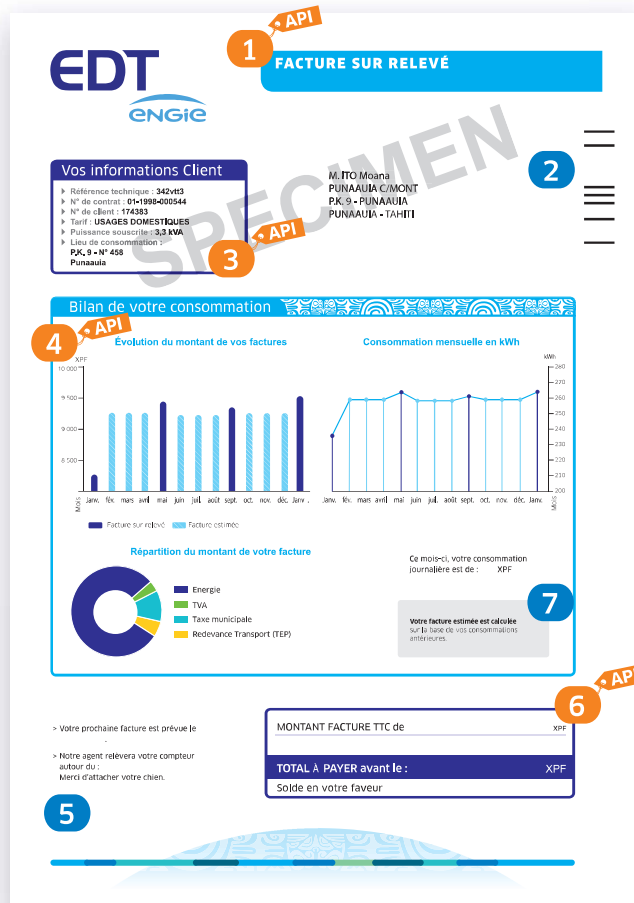 API
1
FACTURE SUR RELEVÉ
EDT
ENGIE
SPECIMEN
2
Vos informations Client
Référence technique : 342vtt3
N° de contrat : 01-1998-000544
N° de client : 174383
Tarif : USAGES DOMESTIQUES
Puissance souscrite : 3,3 kVA
Lieu de consommation :
P.K, 9 - N° 458
Punaauia
M. ITO Moana
PUNAAUIA C/MONT
P.K. 9 - PUNAAUIA
PUNAAUIA - TAHITI
API
3
Bilan de votre consommation
API
4
Évolution du montant de vos factures
XPF
10 000
9 500
9 000
8 500
Mois
Janv. fév. mars avril mai juin juil. août sept. oct. nov. déc. Janv.
Facture sur relevé
Facture estimée
Consommation mensuelle en kWh
kWh
280
270
260
250
240
230
220
210
200
Mois
Janv. fév. mars avril mai juin juil. août sept. oct. nov. déc. Janv.
Répartition du montant de votre facture
Energie
TVA
Taxe municipale
Redevance Transport (TEP)
Ce mois-ci, votre consommation
journalière est de : XPF
7
Votre facture estimée est calculée
sur la base de vos consommations
antérieures.
API
6
> Votre prochaine facture est prévue le
.
> Notre agent relèvera votre compteur
autour du :
Merci d'attacher votre chien.
MONTANT FACTURE TTC de XPF
TOTAL À PAYER avant le : XPF
Solde en votre faveur
5